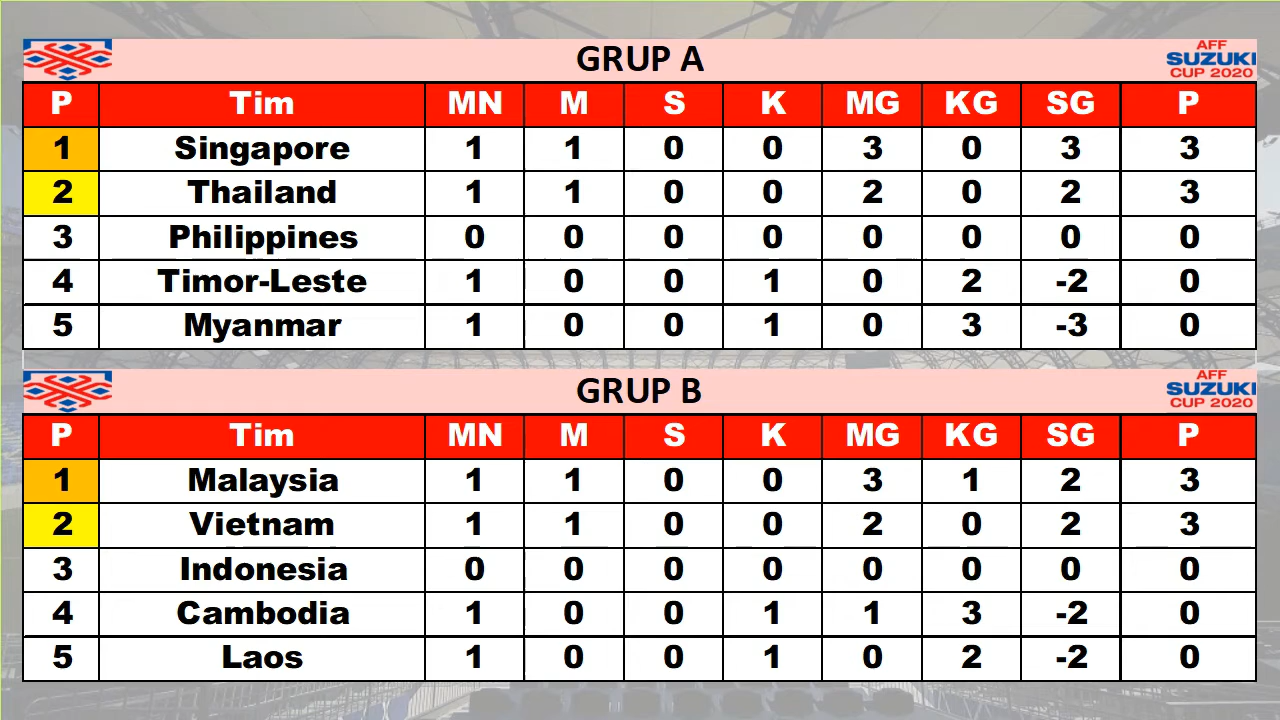 GRUP A
AFF
SUZUKI
CUP 2020
P Tim MN M S K MG KG SG P
1 Singapore 1 1 0 0 3 0 3 3
2 Thailand 1 1 0 0 2 0 2 3
3 Philippines 0 0 0 0 0 0 0 0
4 Timor-Leste 1 0 0 1 0 2 -2 0
5 Myanmar 1 0 0 1 0 3 -3 0
GRUP B
AFF
SUZUKI
CUP 2020
P Tim MN M S K MG KG SG P
1 Malaysia 1 1 0 0 3 1 2 3
2 Vietnam 1 1 0 0 2 0 2 3
3 Indonesia 0 0 0 0 0 0 0 0
4 Cambodia 1 0 0 1 1 3 -2 0
5 Laos 1 0 0 1 0 2 -2 0